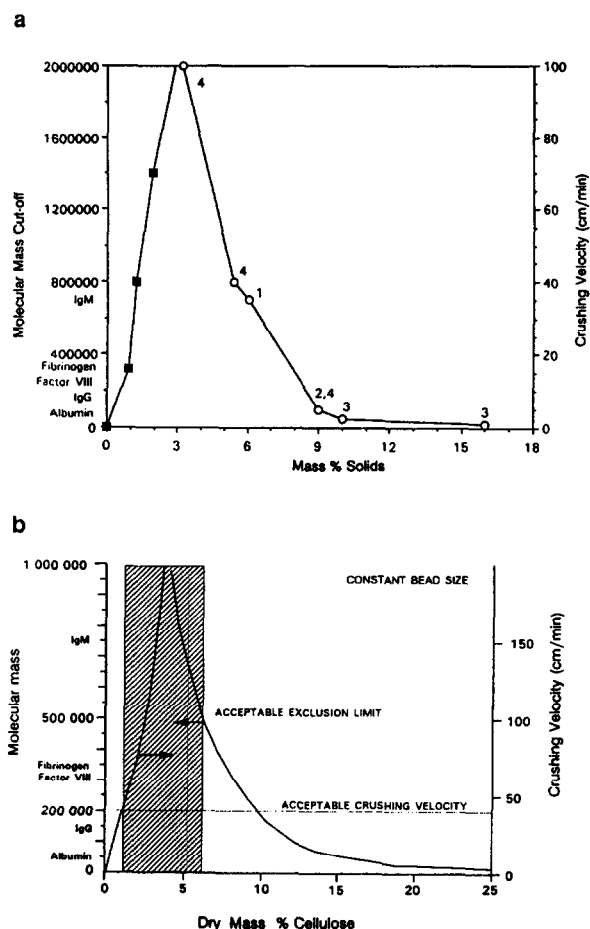 a
2000000
1600000
1200000
800000
IgM
400000
Fibrinogen
Factor VIII
IgG
Albumin
0
Molecular Mass Cut-off
4
4
1
2,4
3
3
100
80
60
40
20
0
Crushing Velocity (cm/min)
0 3 6 9 12 15 18
Mass % Solids
b
1 000 000
IgM
500 000
Fibrinogen
Factor VIII
200 000
IgG
Albumin
0
Molecular mass
CONSTANT BEAD SIZE
ACCEPTABLE EXCLUSION LIMIT
ACCEPTABLE CRUSHING VELOCITY
150
100
50
0
Crushing Velocity (cm/min)
0 5 10 15 20 25
Dry Mass % Cellulose